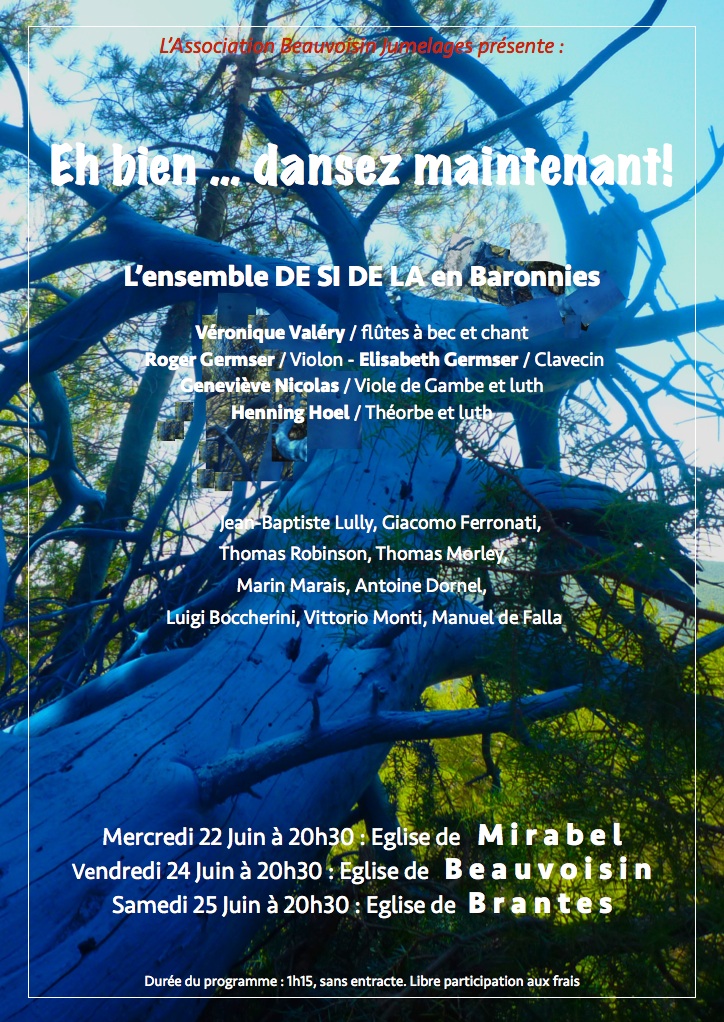 L'Association Beauvoisin Jumelages présente :
Eh bien ... dansez maintenant!
L'ensemble DE SI DE LA en Baronnies
Véronique Valéry / flûtes à bec et chant
Roger Germser / Violon - Elisabeth Germser / Clavecin
Geneviève Nicolas / Viole de Gambe et luth
Henning Hoel / Théorbe et luth
Jean-Baptiste Lully, Giacomo Ferronati,
Thomas Robinson, Thomas Morley,
Marin Marais, Antoine Dornel,
Luigi Boccherini, Vittorio Monti, Manuel de Falla
Mercredi 22 Juin à 20h30 : Eglise de Mirabel
Vendredi 24 Juin à 20h30 : Eglise de Beauvoisin
Samedi 25 Juin à 20h30 : Eglise de Brantes
Durée du programme : 1h15, sans entracte. Libre participation aux frais